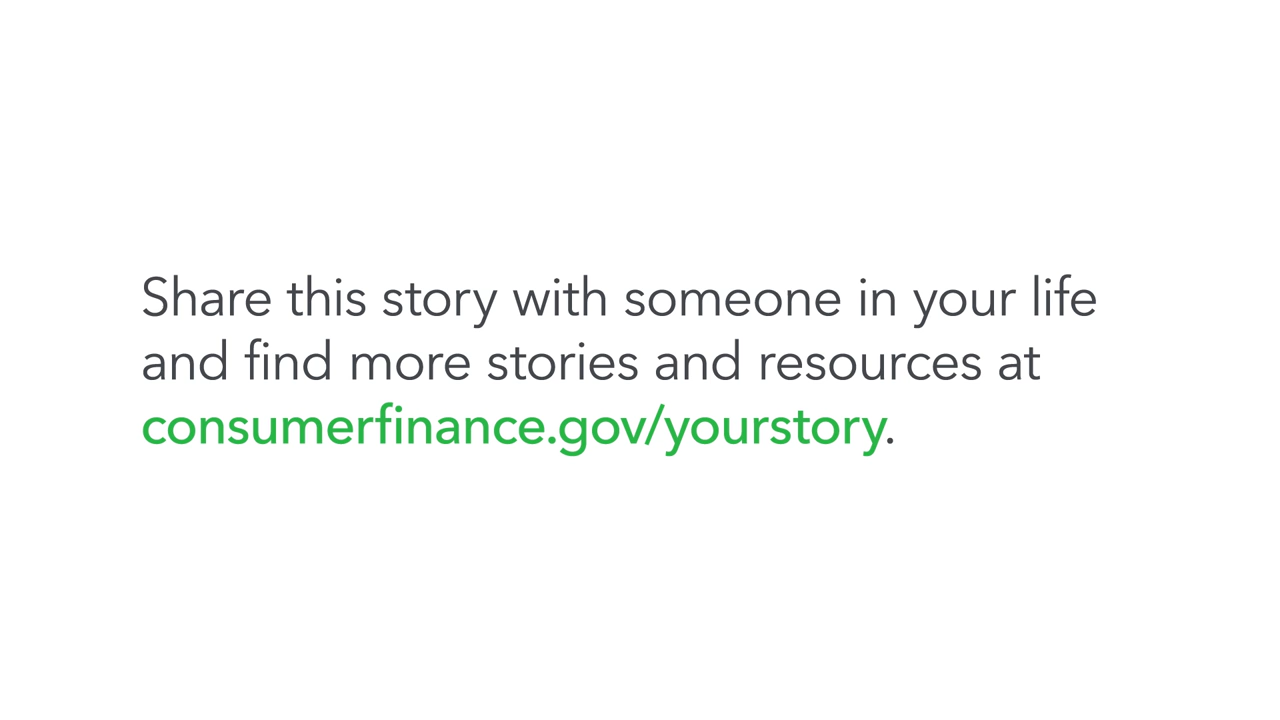 Share this story with someone in your life
and find more stories and resources at
consumerfinance.gov/yourstory.